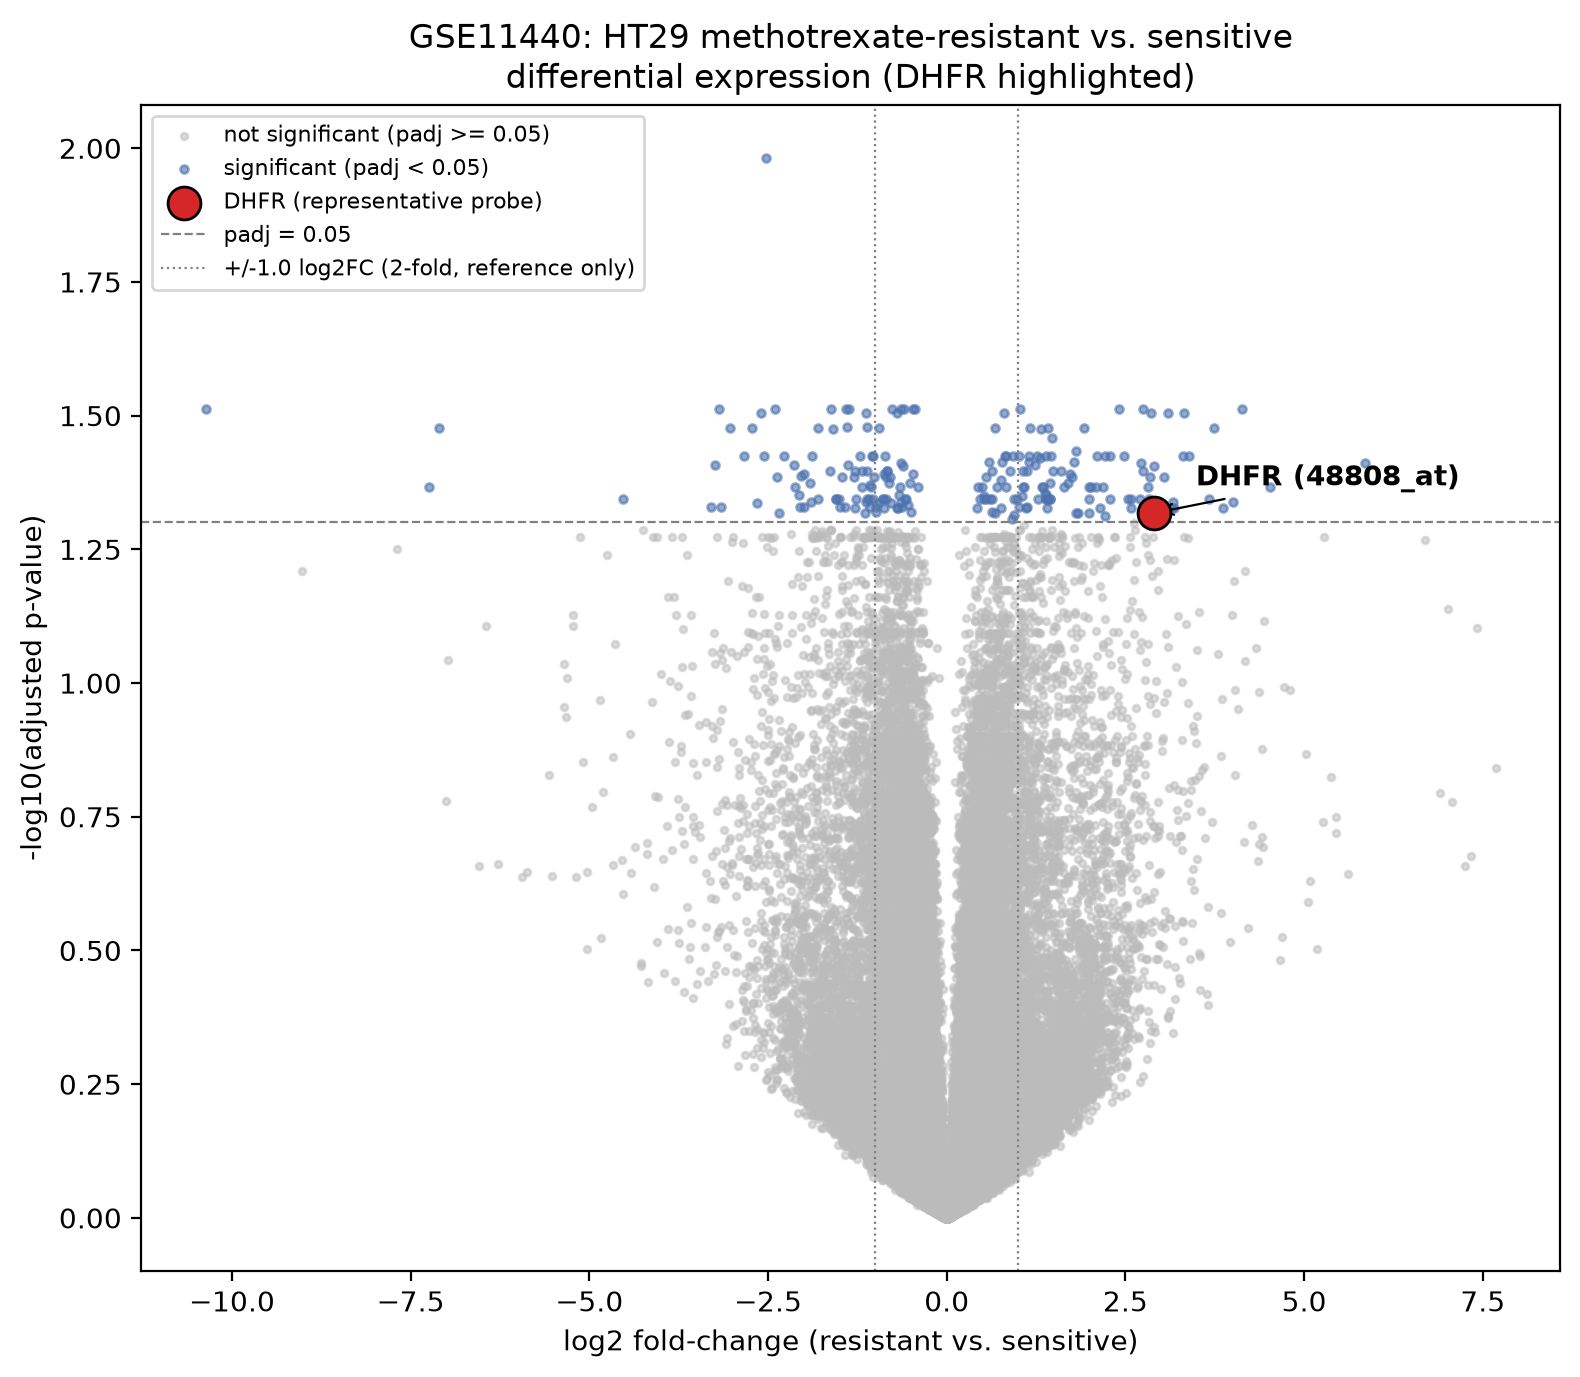 GSE11440: HT29 methotrexate-resistant vs. sensitive
differential expression (DHFR highlighted)
not significant (padj >= 0.05)
significant (padj < 0.05)
DHFR (representative probe)
padj = 0.05
+/-1.0 log2FC (2-fold, reference only)
DHFR (48808_at)
-log10(adjusted p-value)
2.00
1.75
1.50
1.25
1.00
0.75
0.50
0.25
0.00
−10.0
−7.5
−5.0
−2.5
0.0
2.5
5.0
7.5
log2 fold-change (resistant vs. sensitive)